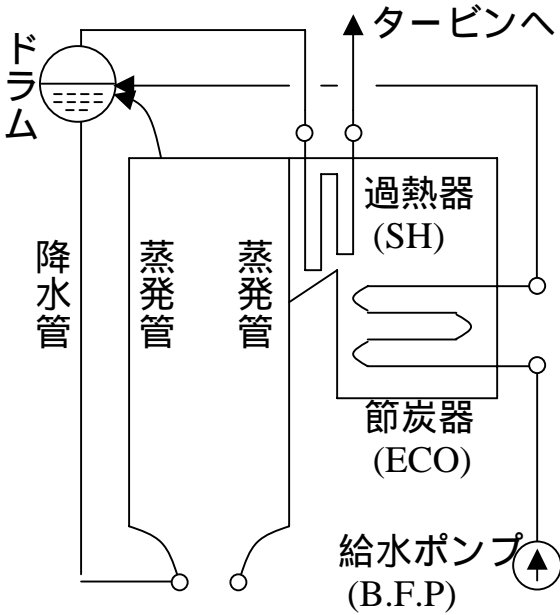 タービンへ
ドラム
過熱器
(SH)
降水管
蒸発管
蒸発管
節炭器
(ECO)
給水ポンプ
(B.F.P)